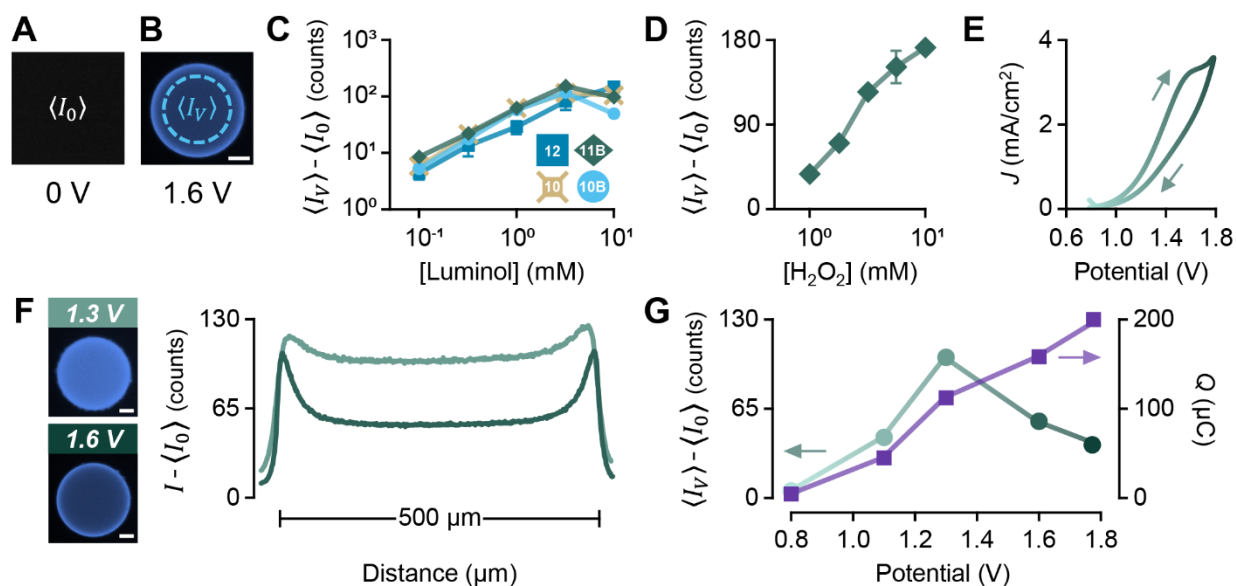 A
⟨I₀⟩
0 V
B
⟨I_V⟩
1.6 V
C
⟨I_V⟩ - ⟨I₀⟩ (counts)
10³
10²
10¹
10⁰
12
11B
10
10B
10⁻¹ 10⁰ 10¹
[Luminol] (mM)
D
⟨I_V⟩ - ⟨I₀⟩ (counts)
180
90
0
10⁰ 10¹
[H₂O₂] (mM)
E
J (mA/cm²)
4
2
0
0.6 1.0 1.4 1.8
Potential (V)
F
1.3 V
1.6 V
I - ⟨I₀⟩ (counts)
130
65
0
500 µm
Distance (µm)
G
⟨I_V⟩ - ⟨I₀⟩ (counts)
130
65
0
200
100
0
Q (µC)
0.8 1.0 1.2 1.4 1.6 1.8
Potential (V)